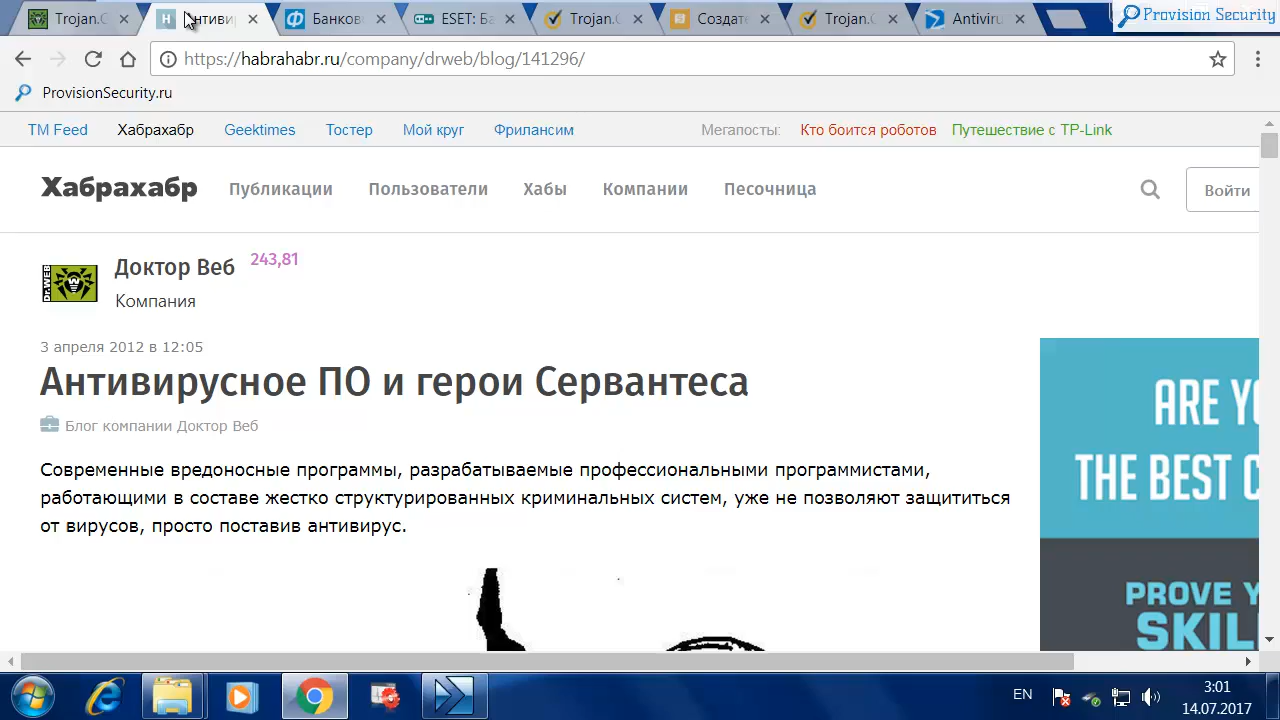 Trojan.C
Антивир
Банков
ESET: Ба
Trojan.C
Создате
Trojan.C
Antiviru
Provision Security
https://habrahabr.ru/company/drweb/blog/141296/
ProvisionSecurity.ru
TM Feed Хабрахабр Geektimes Тостер Мой круг Фрилансим Мегапосты: Кто боится роботов Путешествие с TP-Link
Хабрахабр Публикации Пользователи Хабы Компании Песочница Войти
Dr.WEB
Доктор Веб 243,81
Компания
3 апреля 2012 в 12:05
Антивирусное ПО и герои Сервантеса
Блог компании Доктор Веб
Современные вредоносные программы, разрабатываемые профессиональными программистами,
работающими в составе жестко структурированных криминальных систем, уже не позволяют защититься
от вирусов, просто поставив антивирус.
ARE YO
THE BEST C
PROVE Y
SKIL
EN
3:01
14.07.2017